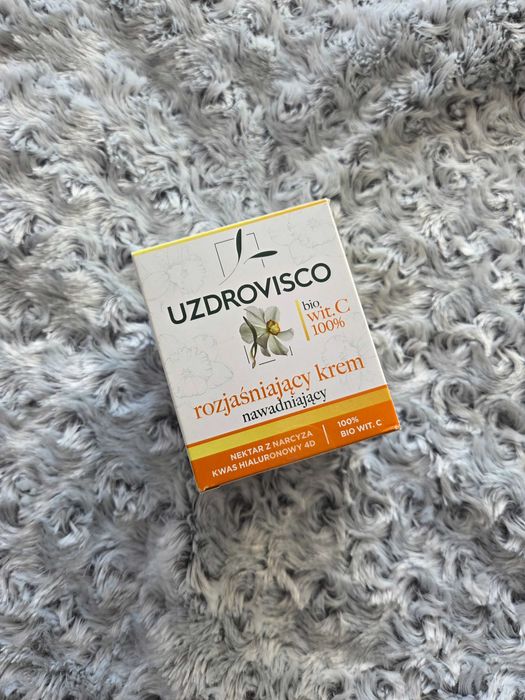 UZDROVISCO
bio
wit.C
100%
rozjaśniający krem
nawadniający
NEKTAR Z NARCYZA
KWAS HIALURONOWY 4D
100%
BIO WIT. C